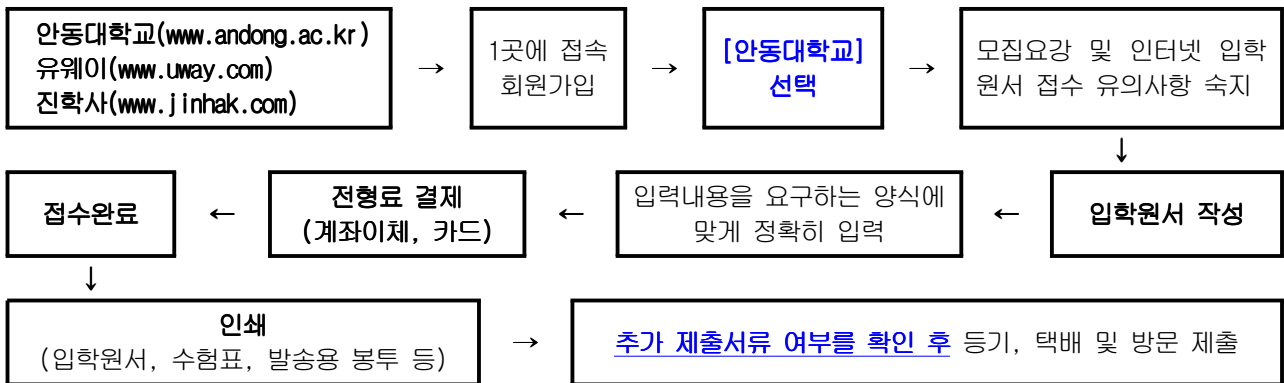 안동대학교(www.andong.ac.kr)
유웨이(www.uway.com)
진학사(www.jinhak.com)
→
1곳에 접속
회원가입
→
[안동대학교]
선택
→
모집요강 및 인터넷 입학
원서 접수 유의사항 숙지
↓
입학원서 작성
←
입력내용을 요구하는 양식에
맞게 정확히 입력
←
전형료 결제
(계좌이체, 카드)
←
접수완료
↓
인쇄
(입학원서, 수험표, 발송용 봉투 등)
→
추가 제출서류 여부를 확인 후 등기, 택배 및 방문 제출